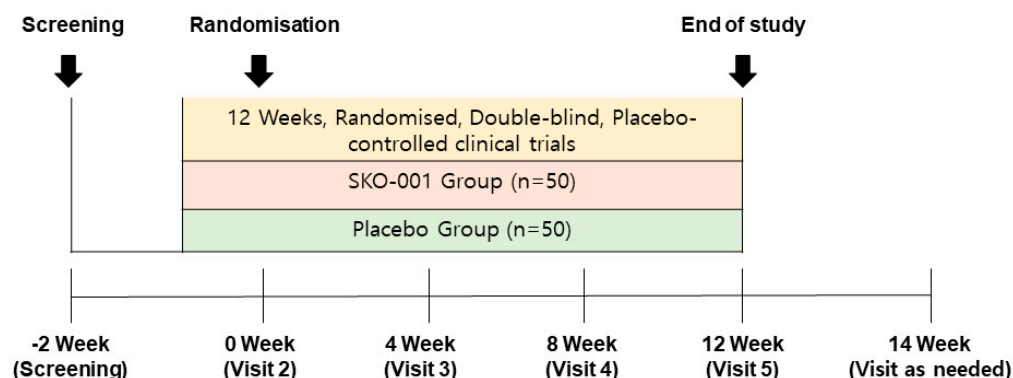 Screening
Randomisation
End of study
12 Weeks, Randomised, Double-blind, Placebo-
controlled clinical trials
SKO-001 Group (n=50)
Placebo Group (n=50)
-2 Week
(Screening)
0 Week
(Visit 2)
4 Week
(Visit 3)
8 Week
(Visit 4)
12 Week
(Visit 5)
14 Week
(Visit as needed)